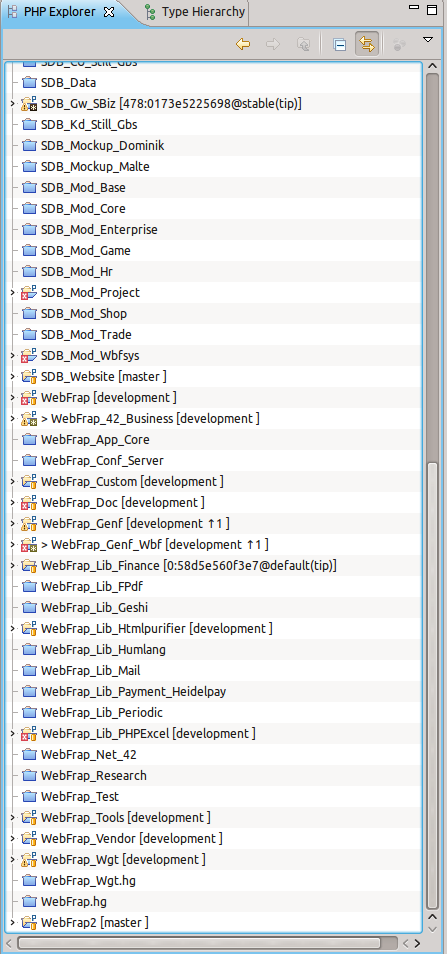 PHP Explorer
Type Hierarchy
SDB_Co_Still_Gbs
SDB_Data
SDB_Gw_SBiz [478:0173e5225698@stable(tip)]
SDB_Kd_Still_Gbs
SDB_Mockup_Dominik
SDB_Mockup_Malte
SDB_Mod_Base
SDB_Mod_Core
SDB_Mod_Enterprise
SDB_Mod_Game
SDB_Mod_Hr
SDB_Mod_Project
SDB_Mod_Shop
SDB_Mod_Trade
SDB_Mod_Wbfsys
SDB_Website [master ]
WebFrap [development ]
> WebFrap_42_Business [development ]
WebFrap_App_Core
WebFrap_Conf_Server
WebFrap_Custom [development ]
WebFrap_Doc [development ]
WebFrap_Genf [development ↑1 ]
> WebFrap_Genf_Wbf [development ↑1 ]
WebFrap_Lib_Finance [0:58d5e560f3e7@default(tip)]
WebFrap_Lib_FPdf
WebFrap_Lib_Geshi
WebFrap_Lib_Htmlpurifier [development ]
WebFrap_Lib_Humlang
WebFrap_Lib_Mail
WebFrap_Lib_Payment_Heidelpay
WebFrap_Lib_Periodic
WebFrap_Lib_PHPExcel [development ]
WebFrap_Net_42
WebFrap_Research
WebFrap_Test
WebFrap_Tools [development ]
WebFrap_Vendor [development ]
WebFrap_Wgt [development ]
WebFrap_Wgt.hg
WebFrap.hg
WebFrap2 [master ]